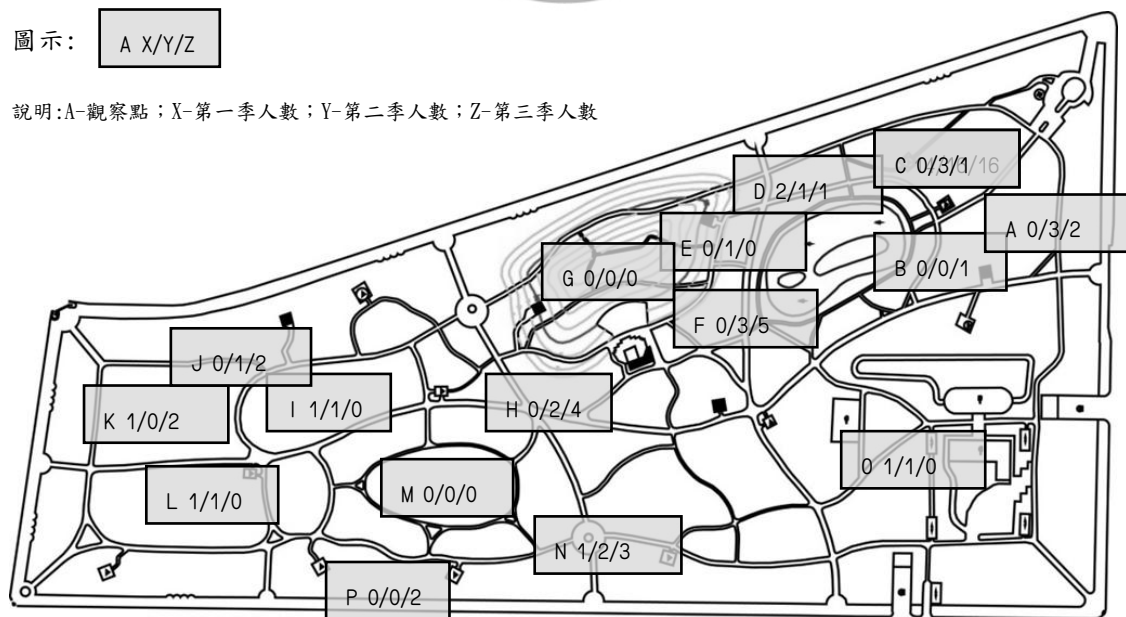 圖示:
A X/Y/Z
說明:A-觀察點；X-第一季人數；Y-第二季人數；Z-第三季人數
C 0/3/1
D 2/1/1
A 0/3/2
E 0/1/0
B 0/0/1
G 0/0/0
F 0/3/5
J 0/1/2
K 1/0/2
I 1/1/0
H 0/2/4
O 1/1/0
L 1/1/0
M 0/0/0
N 1/2/3
P 0/0/2